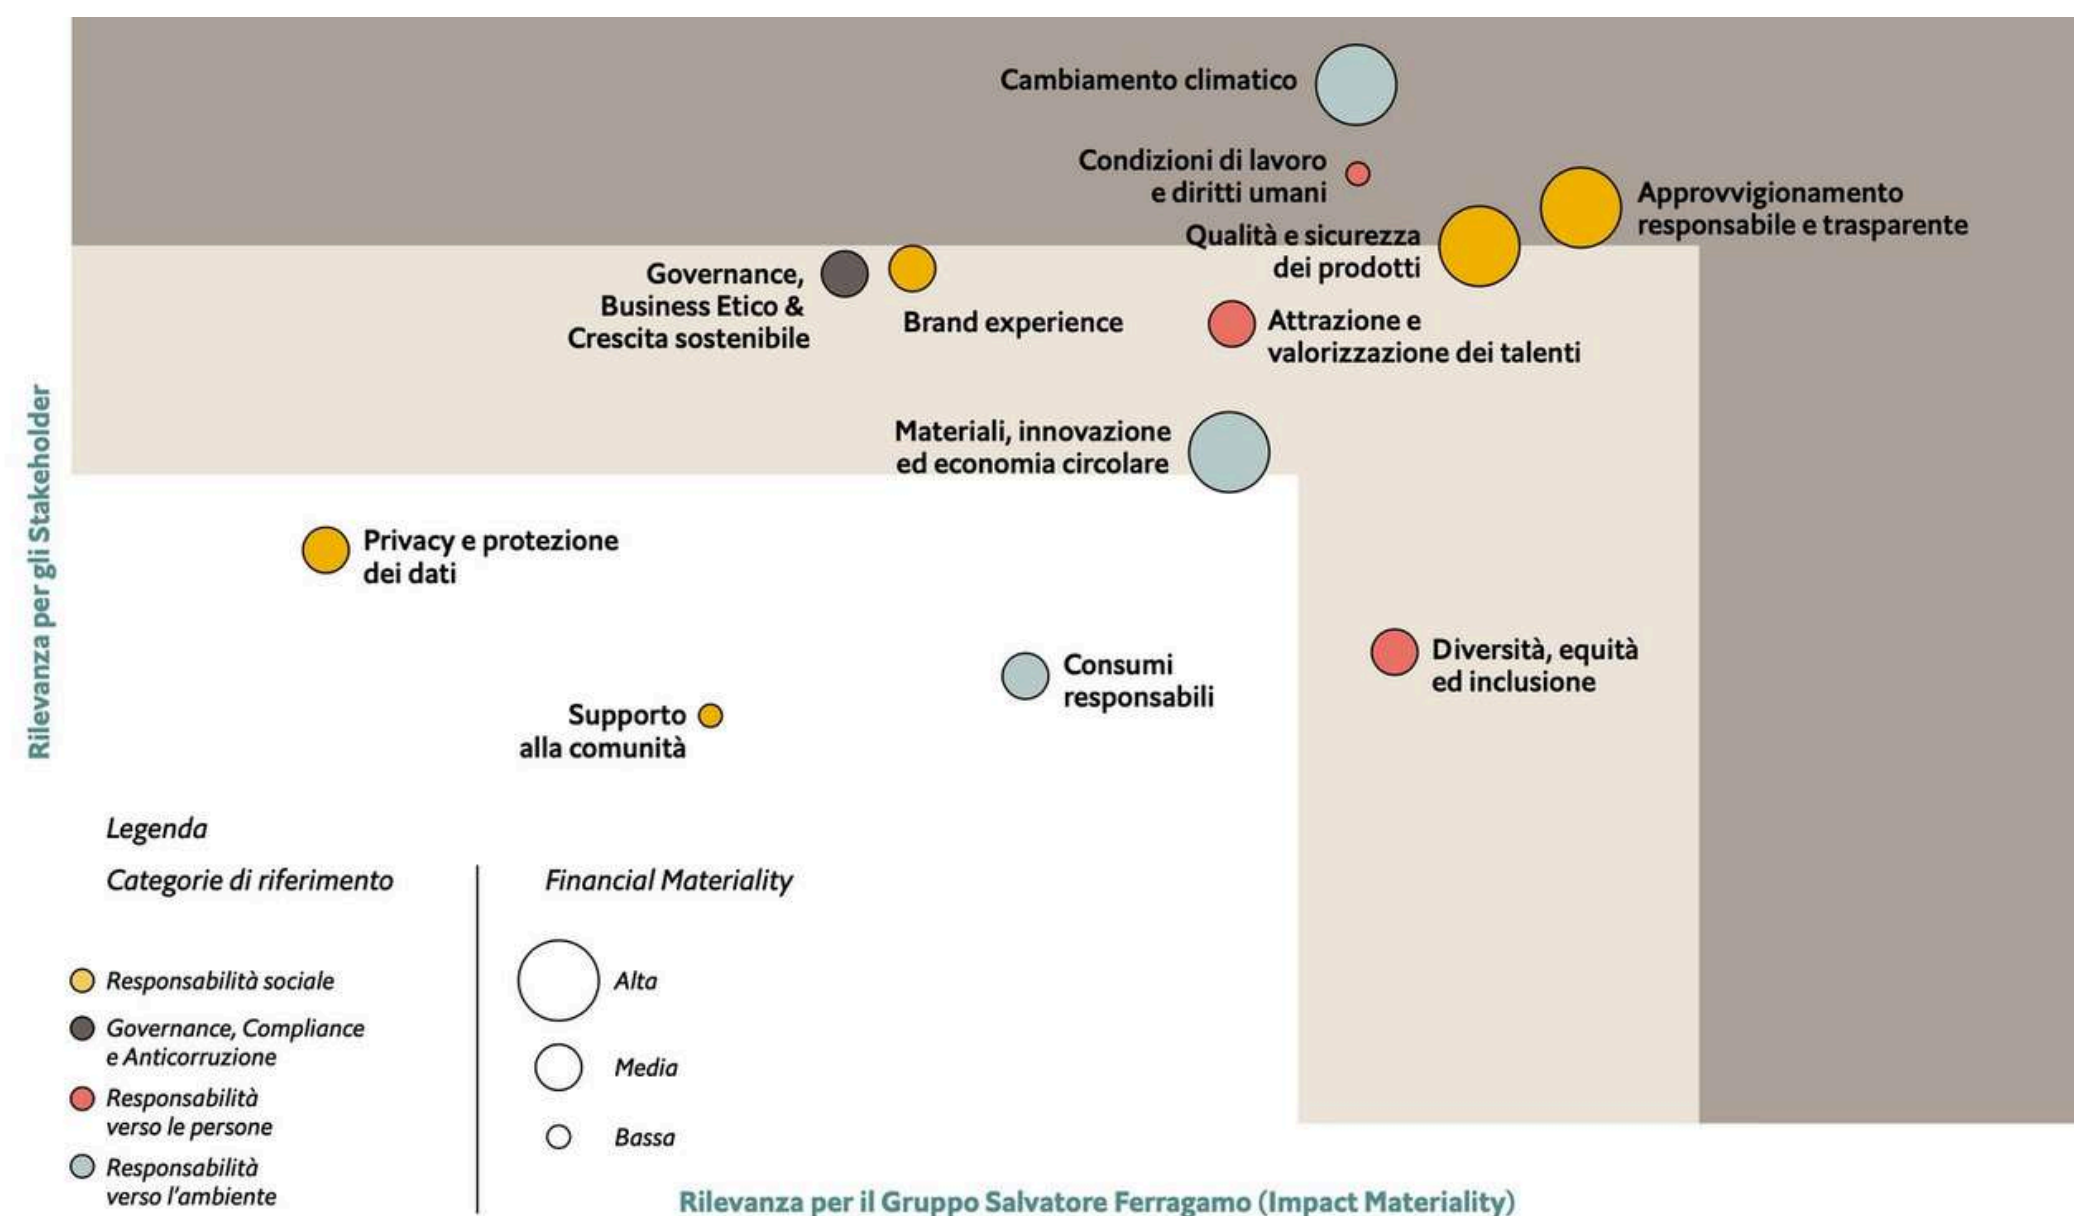 Cambiamento climatico
Condizioni di lavoro
e diritti umani
Approvvigionamento
responsabile e trasparente
Qualità e sicurezza
dei prodotti
Governance,
Business Etico &
Crescita sostenibile
Brand experience
Attrazione e
valorizzazione dei talenti
Materiali, innovazione
ed economia circolare
Rilevanza per gli Stakeholder
Privacy e protezione
dei dati
Diversità, equità
ed inclusione
Consumi
responsabili
Supporto
alla comunità
Legenda
Categorie di riferimento
Responsabilità sociale
Governance, Compliance
e Anticorruzione
Responsabilità
verso le persone
Responsabilità
verso l'ambiente
Financial Materiality
Alta
Media
Bassa
Rilevanza per il Gruppo Salvatore Ferragamo (Impact Materiality)